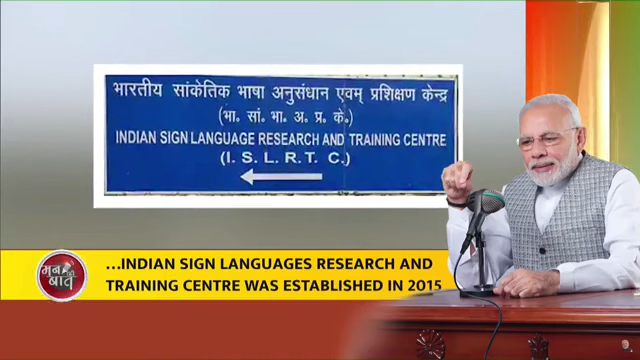 भारतीय सांकेतिक भाषा अनुसंधान एवम् प्रशिक्षण केन्द्र
(भा. सां. भा. अ. प्र. के.)
INDIAN SIGN LANGUAGE RESEARCH AND TRAINING CENTRE
(I. S. L. R. T. C.)
मन की बात
...INDIAN SIGN LANGUAGES RESEARCH AND
TRAINING CENTRE WAS ESTABLISHED IN 2015